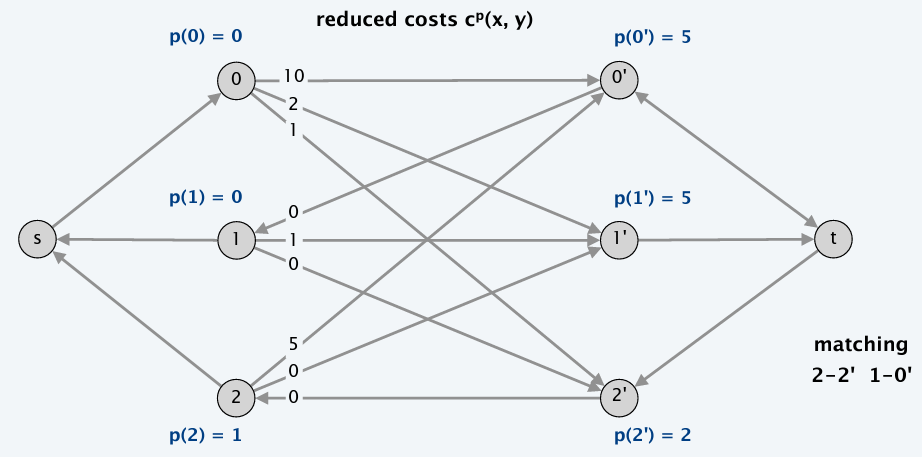 reduced costs cᵖ(x, y)
p(0) = 0
p(0') = 5
0
10
0'
2
1
p(1) = 0
p(1') = 5
0
s
1
1
1'
t
0
5
matching
0
2–2' 1–0'
2
0
2'
p(2) = 1
p(2') = 2